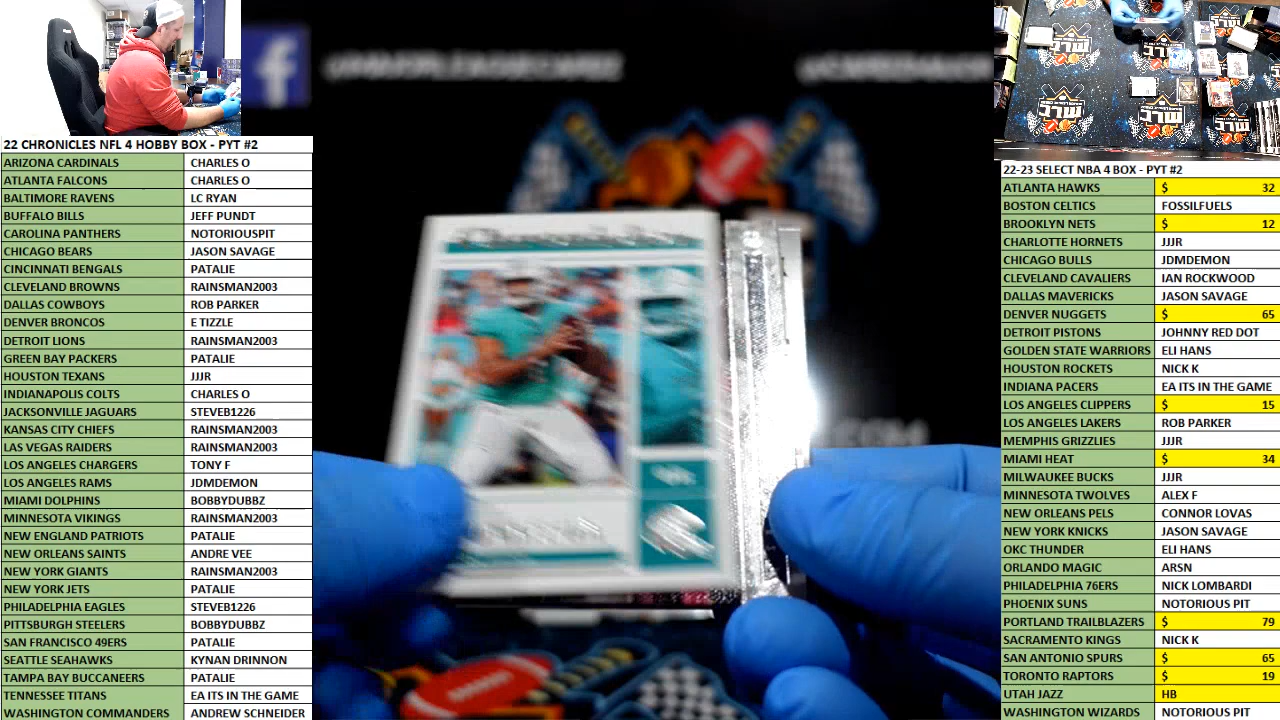 22 CHRONICLES NFL 4 HOBBY BOX - PYT #2
ARIZONA CARDINALS CHARLES O
ATLANTA FALCONS CHARLES O
BALTIMORE RAVENS LC RYAN
BUFFALO BILLS JEFF PUNDT
CAROLINA PANTHERS NOTORIOUSPIT
CHICAGO BEARS JASON SAVAGE
CINCINNATI BENGALS PATALIE
CLEVELAND BROWNS RAINSMAN2003
DALLAS COWBOYS ROB PARKER
DENVER BRONCOS E TIZZLE
DETROIT LIONS RAINSMAN2003
GREEN BAY PACKERS PATALIE
HOUSTON TEXANS JJJR
INDIANAPOLIS COLTS CHARLES O
JACKSONVILLE JAGUARS STEVEB1226
KANSAS CITY CHIEFS RAINSMAN2003
LAS VEGAS RAIDERS RAINSMAN2003
LOS ANGELES CHARGERS TONY F
LOS ANGELES RAMS JDMDEMON
MIAMI DOLPHINS BOBBYDUBBZ
MINNESOTA VIKINGS RAINSMAN2003
NEW ENGLAND PATRIOTS PATALIE
NEW ORLEANS SAINTS ANDRE VEE
NEW YORK GIANTS RAINSMAN2003
NEW YORK JETS PATALIE
PHILADELPHIA EAGLES STEVEB1226
PITTSBURGH STEELERS BOBBYDUBBZ
SAN FRANCISCO 49ERS PATALIE
SEATTLE SEAHAWKS KYNAN DRINNON
TAMPA BAY BUCCANEERS PATALIE
TENNESSEE TITANS EA ITS IN THE GAME
WASHINGTON COMMANDERS ANDREW SCHNEIDER
22-23 SELECT NBA 4 BOX - PYT #2
ATLANTA HAWKS $ 32
BOSTON CELTICS FOSSILFUELS
BROOKLYN NETS $ 12
CHARLOTTE HORNETS JJJR
CHICAGO BULLS JDMDEMON
CLEVELAND CAVALIERS IAN ROCKWOOD
DALLAS MAVERICKS JASON SAVAGE
DENVER NUGGETS $ 65
DETROIT PISTONS JOHNNY RED DOT
GOLDEN STATE WARRIORS ELI HANS
HOUSTON ROCKETS NICK K
INDIANA PACERS EA ITS IN THE GAME
LOS ANGELES CLIPPERS $ 15
LOS ANGELES LAKERS ROB PARKER
MEMPHIS GRIZZLIES JJJR
MIAMI HEAT $ 34
MILWAUKEE BUCKS JJJR
MINNESOTA TWOLVES ALEX F
NEW ORLEANS PELS CONNOR LOVAS
NEW YORK KNICKS JASON SAVAGE
OKC THUNDER ELI HANS
ORLANDO MAGIC ARSN
PHILADELPHIA 76ERS NICK LOMBARDI
PHOENIX SUNS NOTORIOUS PIT
PORTLAND TRAILBLAZERS $ 79
SACRAMENTO KINGS NICK K
SAN ANTONIO SPURS $ 65
TORONTO RAPTORS $ 19
UTAH JAZZ HB
WASHINGTON WIZARDS NOTORIOUS PIT